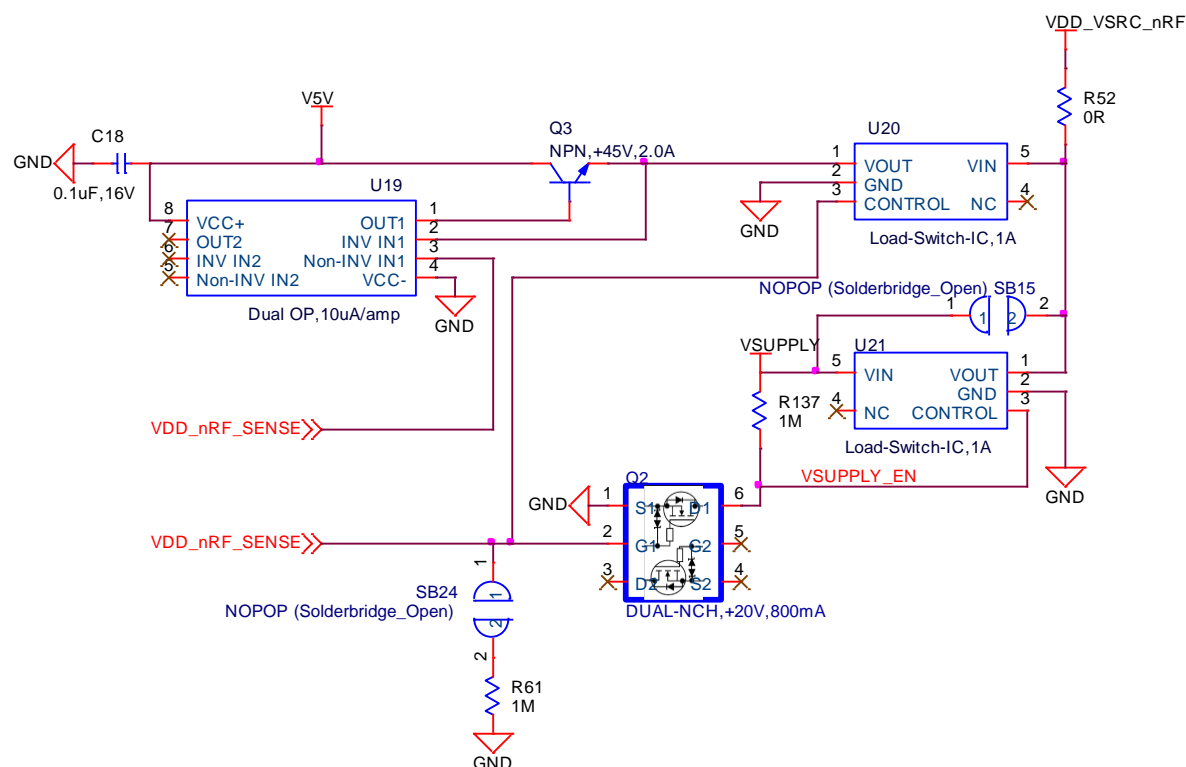 VDD_VSRC_nRF
R52
0R
V5V
C18
GND
0.1uF,16V
Q3
NPN,+45V,2.0A
U20
1
VOUT
VIN
5
2
GND
3
CONTROL
NC
4
Load-Switch-IC,1A
GND
U19
8
VCC+
OUT1
1
7
OUT2
INV IN1
2
6
INV IN2
Non-INV IN1
3
5
Non-INV IN2
VCC-
4
Dual OP,10uA/amp
GND
NOPOP (Solderbridge_Open) SB15
1
1
2
2
VSUPPLY
U21
5
VIN
VOUT
1
GND
2
4
NC
CONTROL
3
Load-Switch-IC,1A
R137
1M
VSUPPLY_EN
GND
VDD_nRF_SENSE
Q2
GND
1
S1
D1
6
VDD_nRF_SENSE
2
G1
G2
5
3
D2
S2
4
DUAL-NCH,+20V,800mA
1
1
SB24
NOPOP (Solderbridge_Open)
2
2
R61
1M
GND